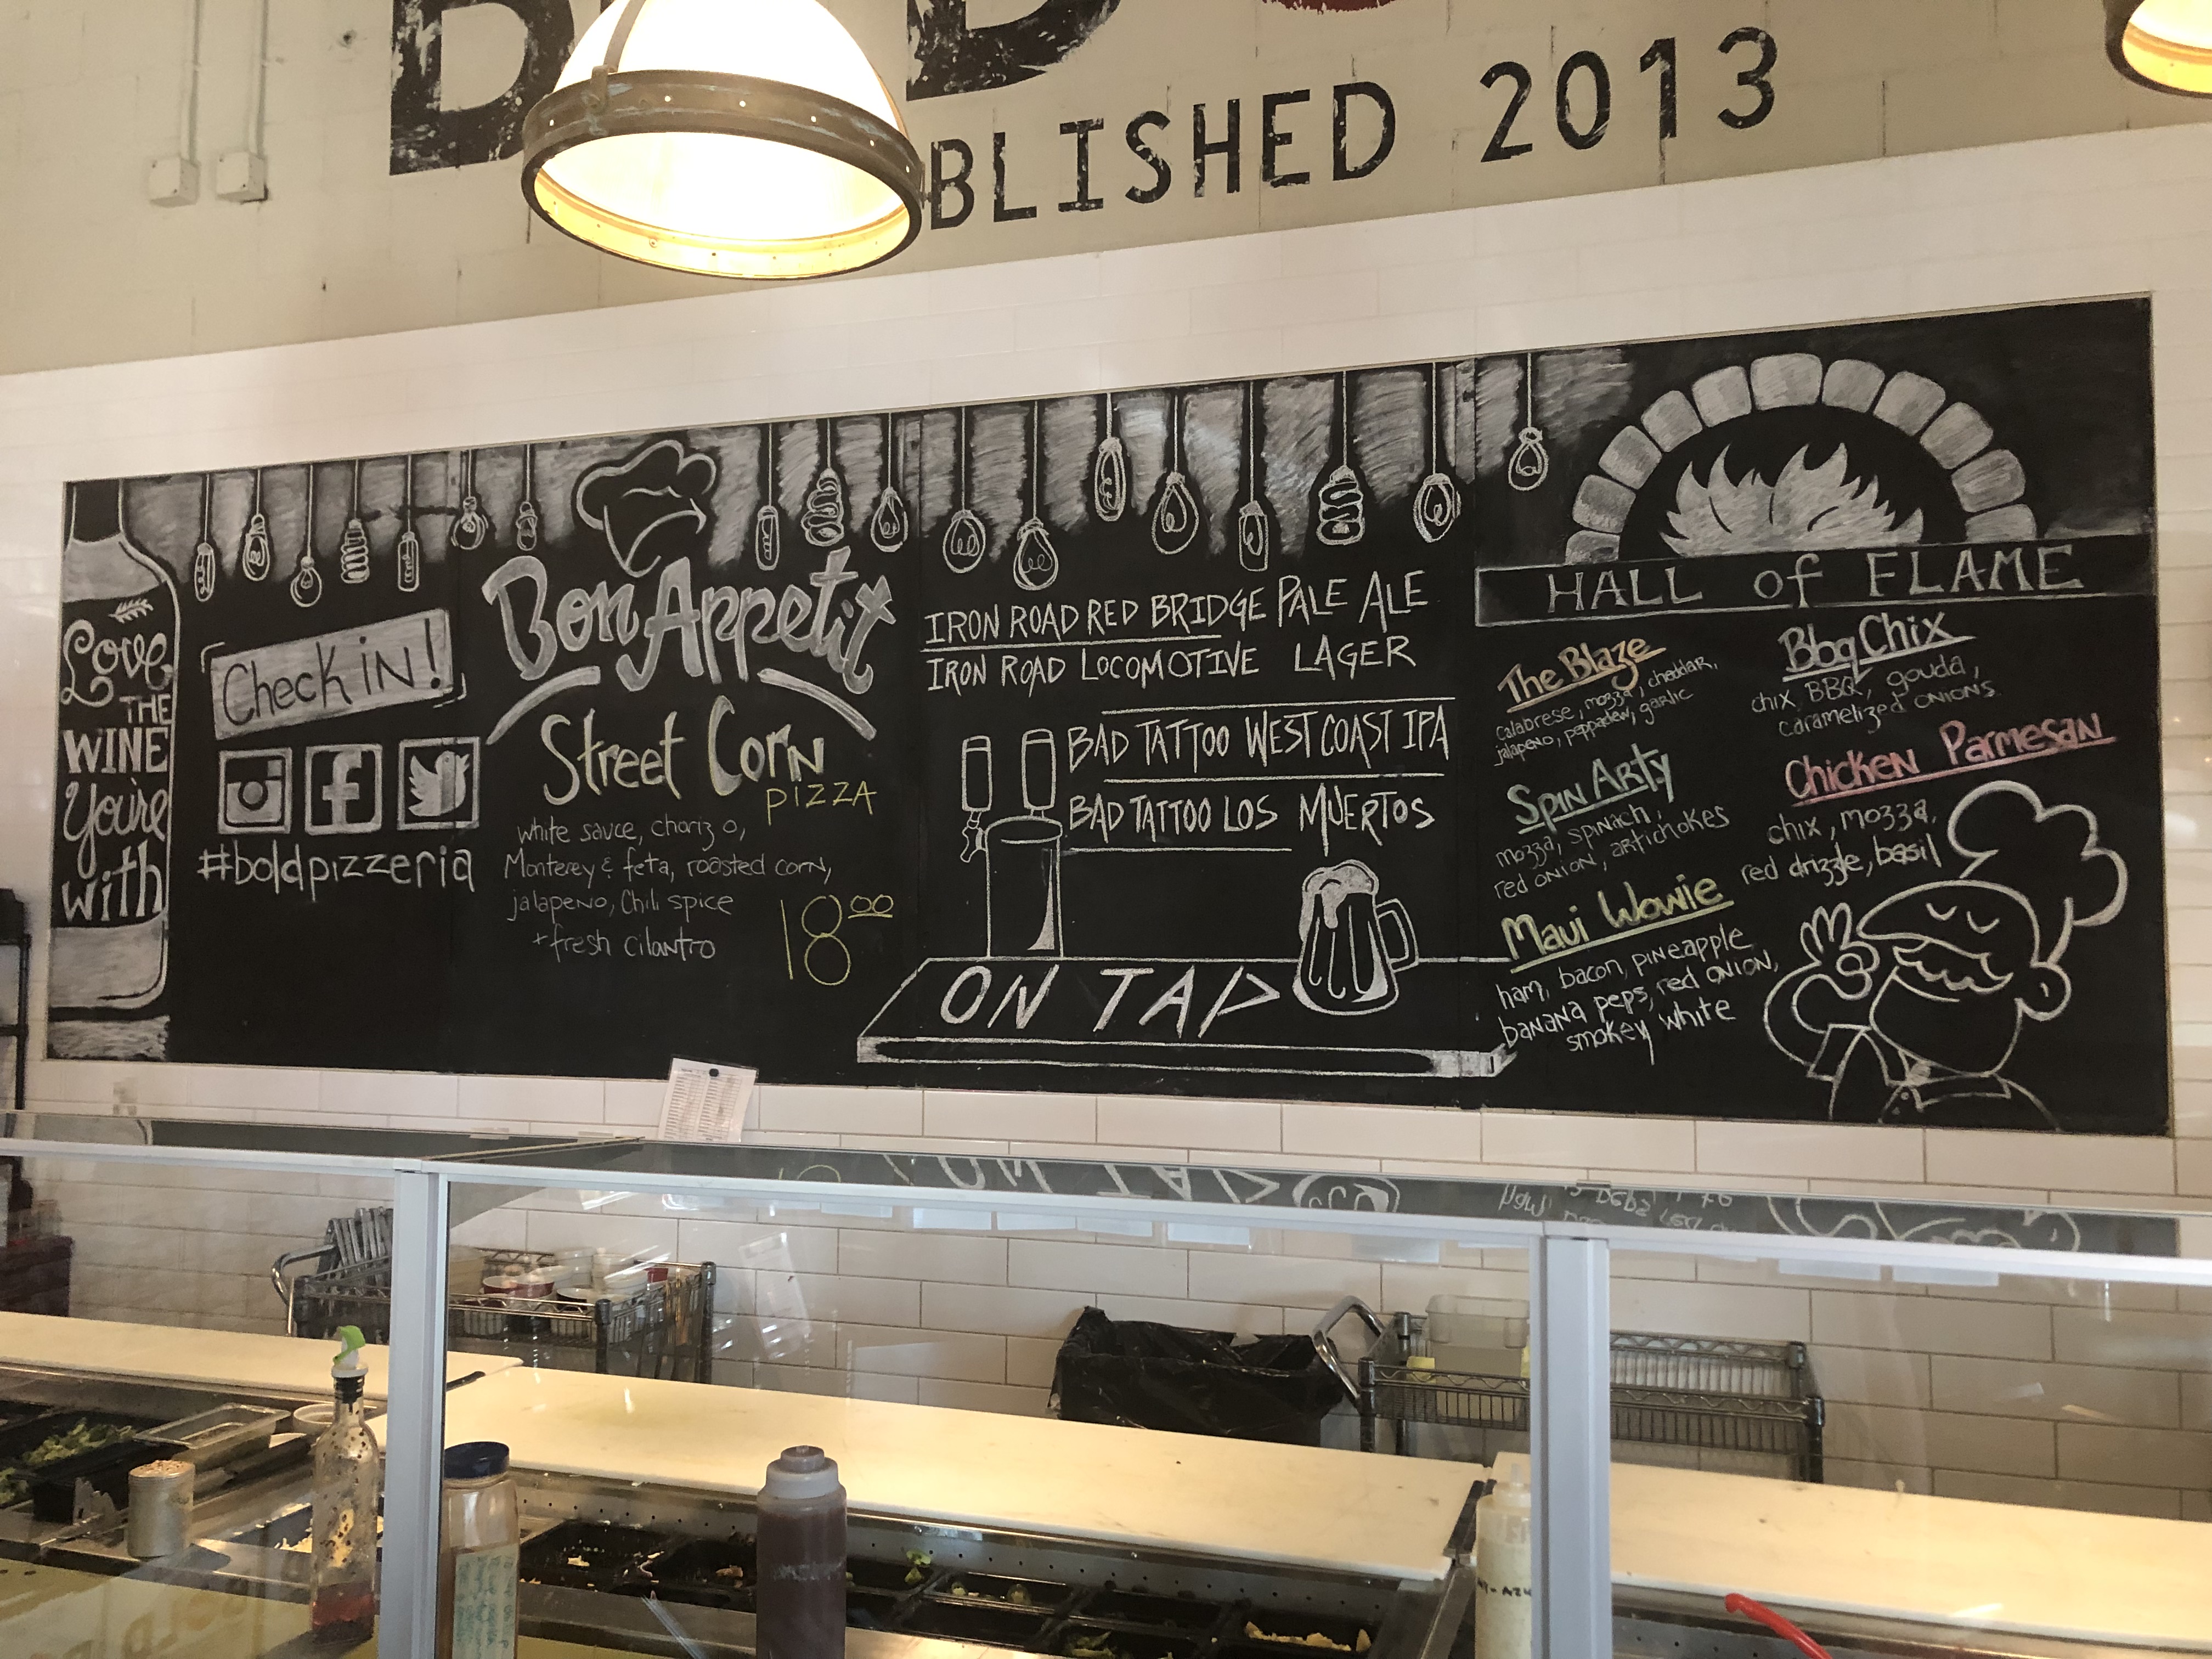 BLISHED 2013
Love
THE
WINE
You're
with
Check in!
#boldpizzeria
Bon Appetit
Street Corn
PIZZA
white sauce, chorizo,
Monterey & feta, roasted corn,
jalapeno, Chili spice
+ fresh cilantro
18⁰⁰
IRON ROAD RED BRIDGE PALE ALE
IRON ROAD LOCOMOTIVE LAGER
BAD TATTOO WEST COAST IPA
BAD TATTOO LOS MUERTOS
ON TAP
HALL of FLAME
The Blaze
calabrese, mozza, cheddar,
jalapeno, peppadew, garlic
Spin Arty
mozza, spinach,
red onion, artichokes
Maui Wowie
ham, bacon, pineapple
banana peps, red onion,
smokey white
Bbq Chix
chix, BBQ, gouda,
caramelized onions.
Chicken Parmesan
chix, mozza,
red drizzle, basil